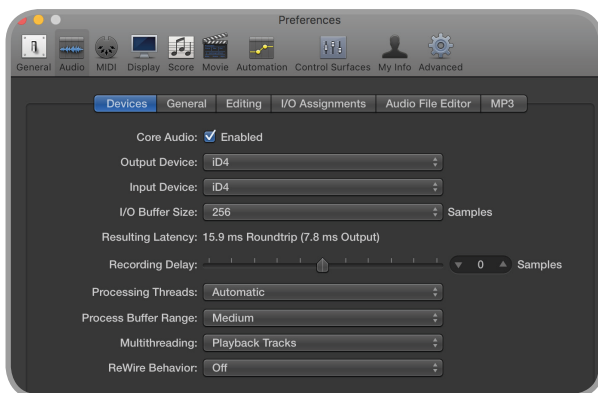 Preferences
General Audio MIDI Display Score Movie Automation Control Surfaces My Info Advanced
Devices General Editing I/O Assignments Audio File Editor MP3
Core Audio: Enabled
Output Device: iD4
Input Device: iD4
I/O Buffer Size: 256 Samples
Resulting Latency: 15.9 ms Roundtrip (7.8 ms Output)
Recording Delay: 0 Samples
Processing Threads: Automatic
Process Buffer Range: Medium
Multithreading: Playback Tracks
ReWire Behavior: Off